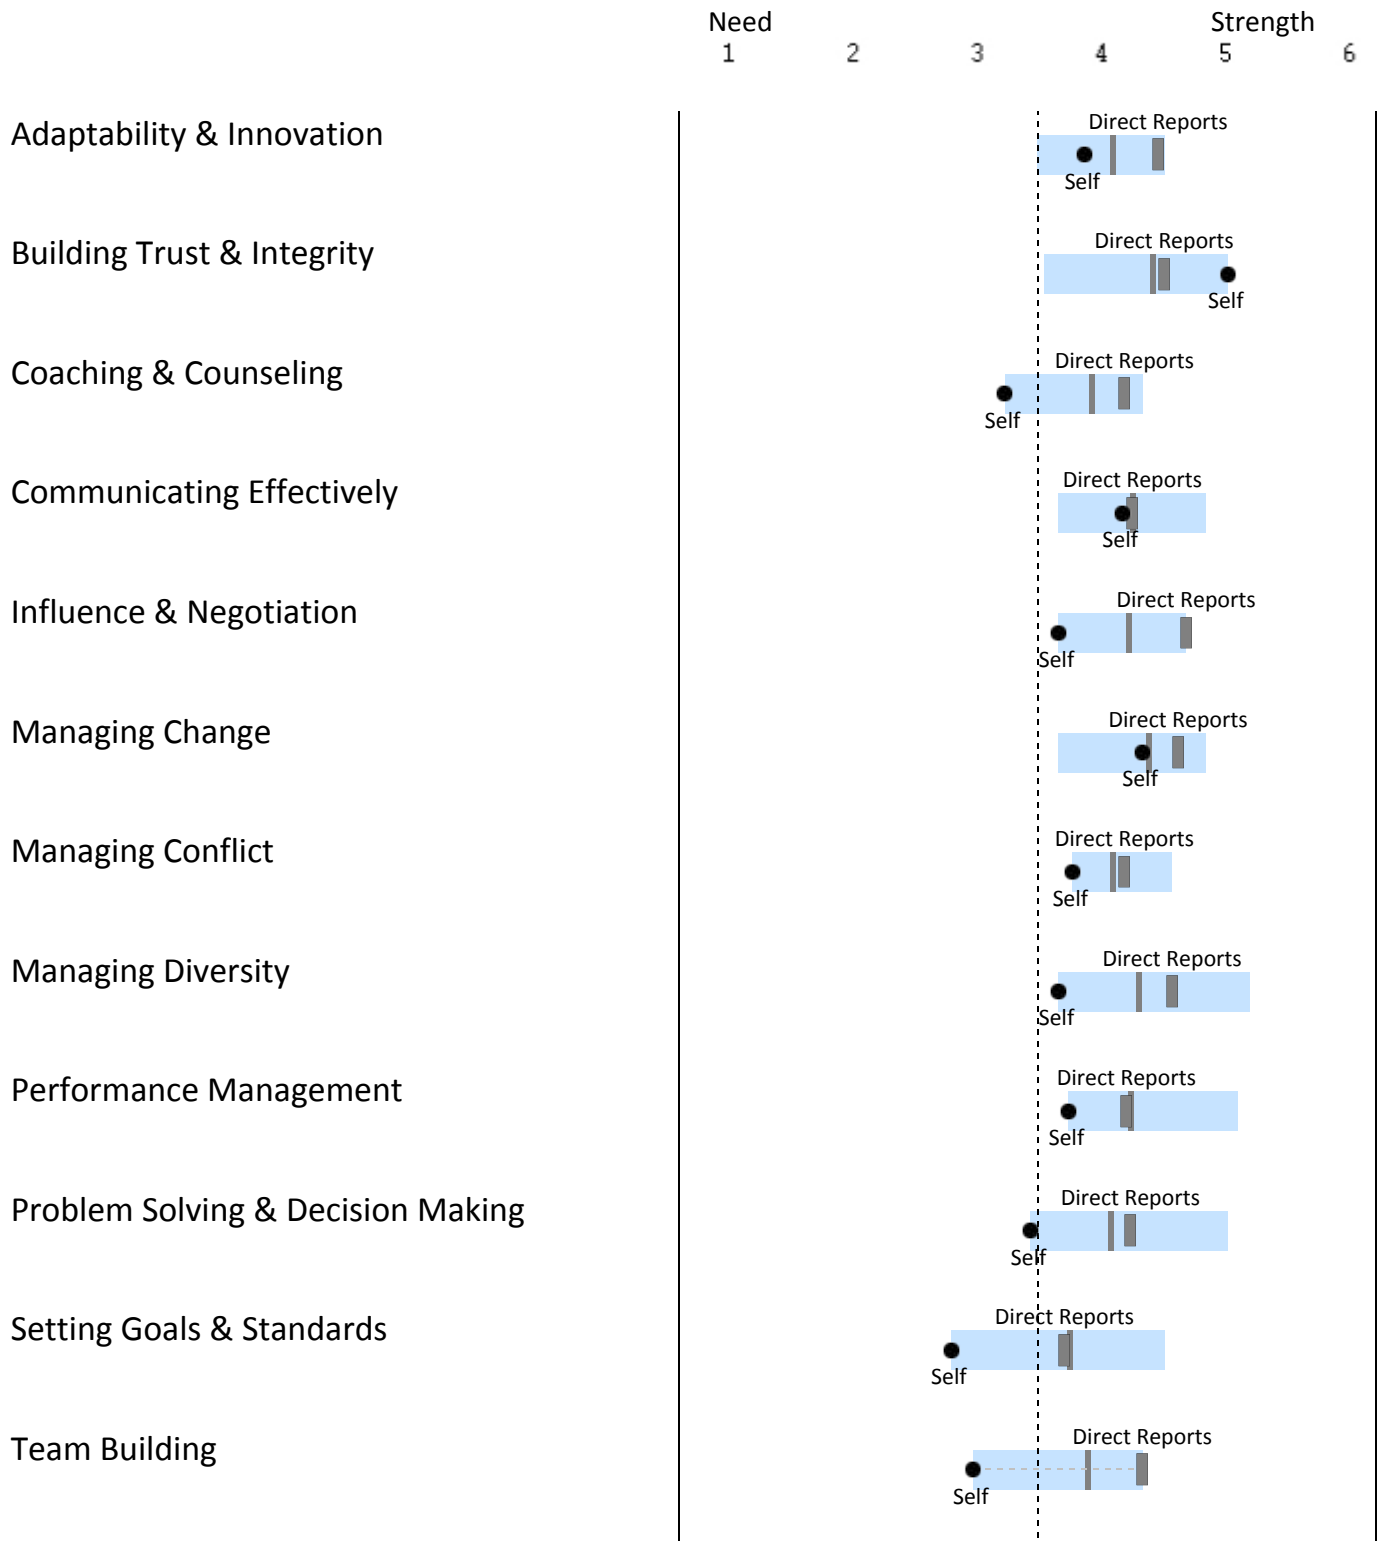 Need Strength
1 2 3 4 5 6
Adaptability & Innovation
Direct Reports
Self
Building Trust & Integrity
Direct Reports
Self
Coaching & Counseling
Direct Reports
Self
Communicating Effectively
Direct Reports
Self
Influence & Negotiation
Direct Reports
Self
Managing Change
Direct Reports
Self
Managing Conflict
Direct Reports
Self
Managing Diversity
Direct Reports
Self
Performance Management
Direct Reports
Self
Problem Solving & Decision Making
Direct Reports
Self
Setting Goals & Standards
Direct Reports
Self
Team Building
Direct Reports
Self